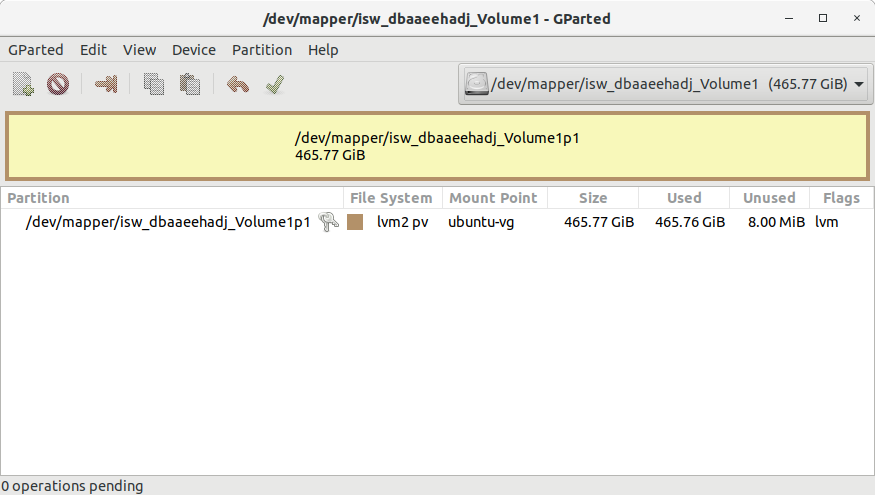 /dev/mapper/isw_dbaaeehadj_Volume1 - GParted
GParted Edit View Device Partition Help
/dev/mapper/isw_dbaaeehadj_Volume1 (465.77 GiB)
/dev/mapper/isw_dbaaeehadj_Volume1p1
465.77 GiB
Partition File System Mount Point Size Used Unused Flags
/dev/mapper/isw_dbaaeehadj_Volume1p1 lvm2 pv ubuntu-vg 465.77 GiB 465.76 GiB 8.00 MiB lvm
0 operations pending